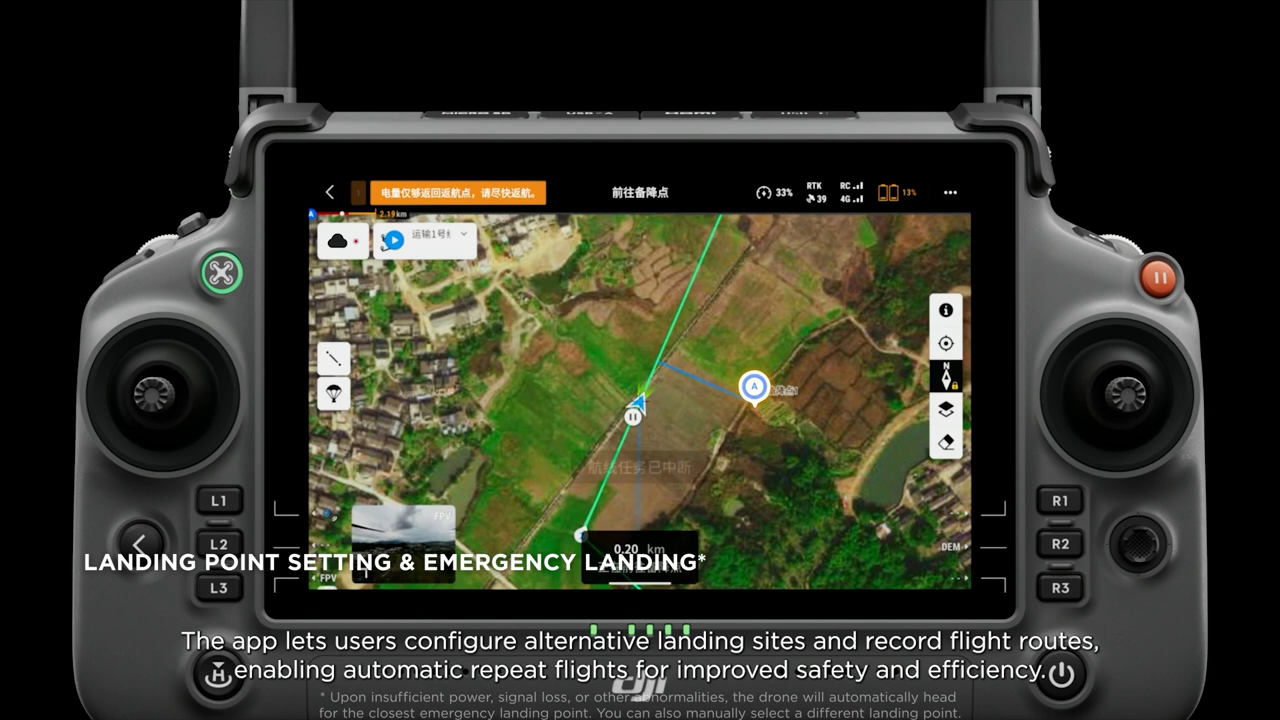 电量仅够返回返航点，请尽快返航。
前往备降点
33%
RTK
39
RC
4G
13%
A
2.19km
运输1号
N
A
航线任务已中断
FPV
0.20 km
DEM
FPV
L1
L2
L3
R1
R2
R3
LANDING POINT SETTING & EMERGENCY LANDING*
The app lets users configure alternative landing sites and record flight routes,
enabling automatic repeat flights for improved safety and efficiency.
H
dji
* Upon insufficient power, signal loss, or other abnormalities, the drone will automatically head
for the closest emergency landing point. You can also manually select a different landing point.